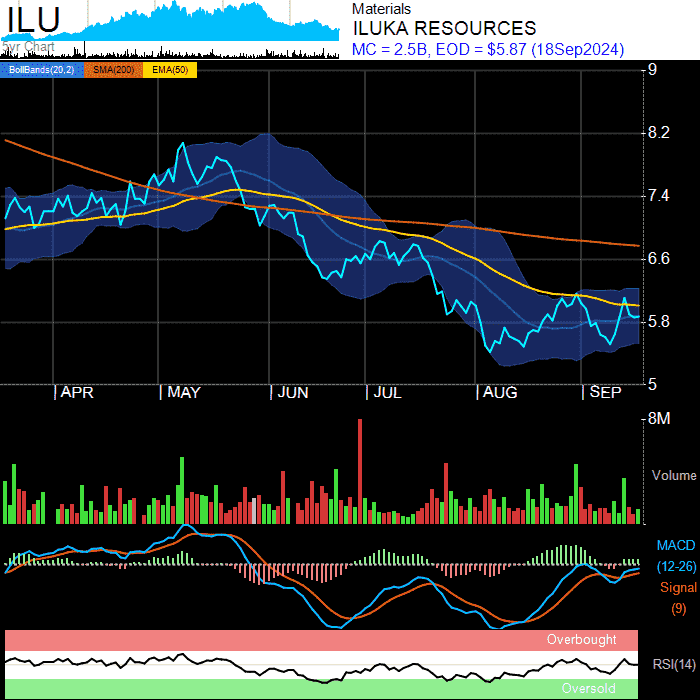 ILU
5yr Chart
Materials
ILUKA RESOURCES
MC = 2.5B, EOD = $5.87 (18Sep2024)
BollBands(20,2) SMA(200) EMA(50)
9
8.2
7.4
6.6
5.8
5
APR MAY JUN JUL AUG SEP
8M
Volume
MACD
(12-26)
Signal
(9)
Overbought
RSI(14)
Oversold